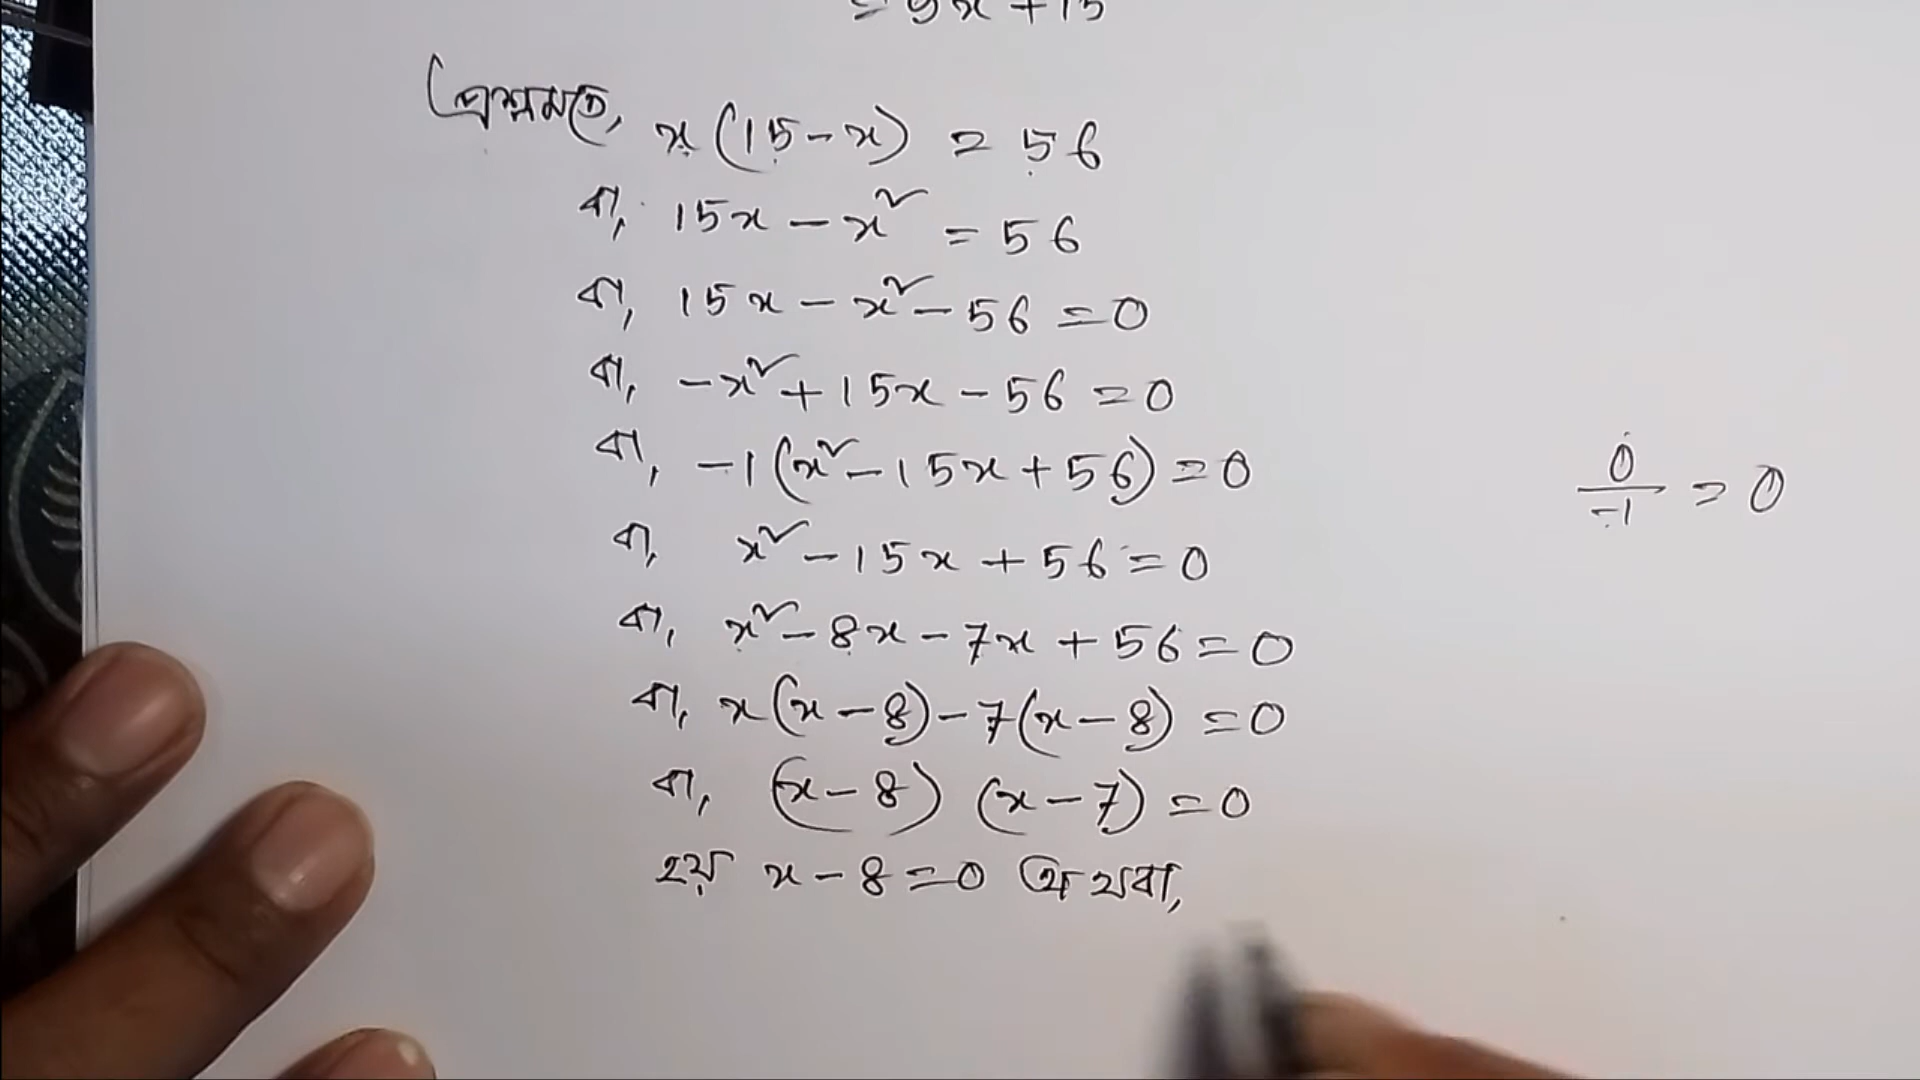 x + 15
প্রশ্নমতে, x(15-x) = 56
বা, 15x - x² = 56
বা, 15x - x² - 56 = 0
বা, -x² + 15x - 56 = 0
বা, -1(x² - 15x + 56) = 0
0/-1 = 0
বা, x² - 15x + 56 = 0
বা, x² - 8x - 7x + 56 = 0
বা, x(x-8) - 7(x-8) = 0
বা, (x-8) (x-7) = 0
হয় x - 8 = 0 অথবা,